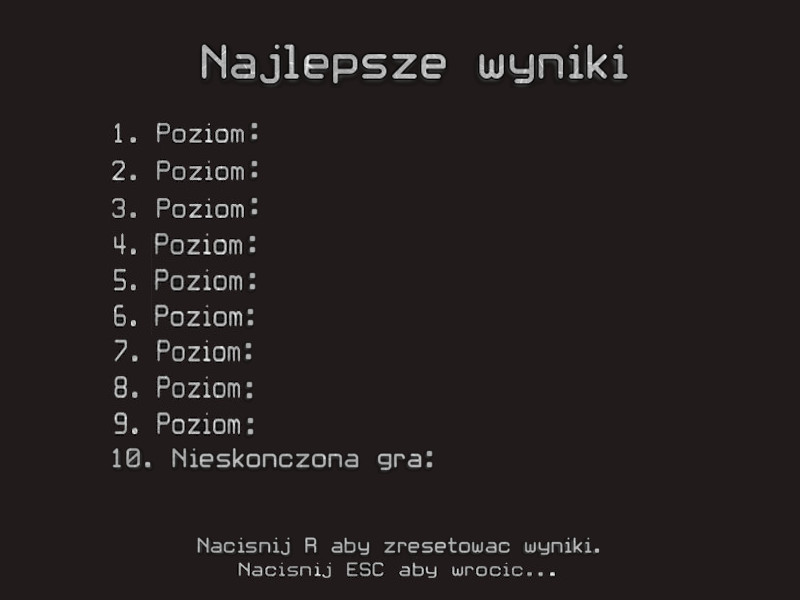 Najlepsze wyniki
1. Poziom:
2. Poziom:
3. Poziom:
4. Poziom:
5. Poziom:
6. Poziom:
7. Poziom:
8. Poziom:
9. Poziom:
10. Nieskonczona gra:
Nacisnij R aby zresetowac wyniki.
Nacisnij ESC aby wrocic...